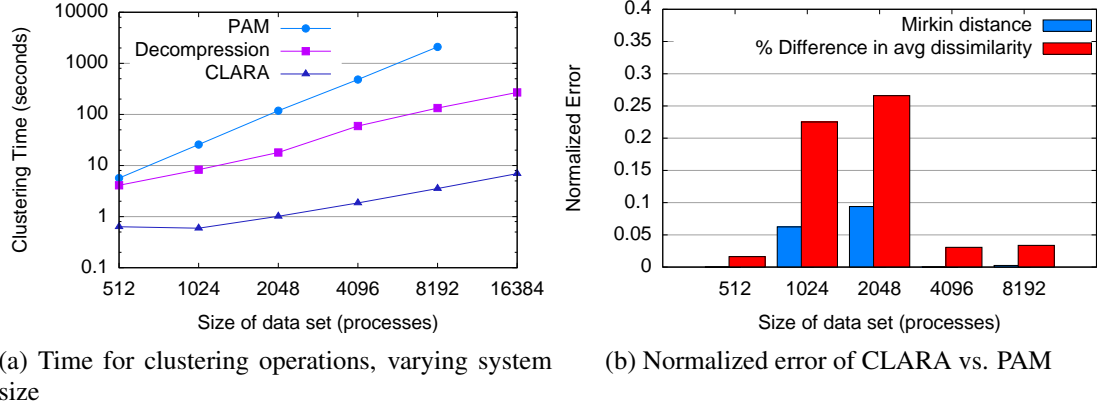 10000
1000
100
10
1
0.1
Clustering Time (seconds)
PAM
Decompression
CLARA
512 1024 2048 4096 8192 16384
Size of data set (processes)
(a) Time for clustering operations, varying system
size
0.4
0.35
0.3
0.25
0.2
0.15
0.1
0.05
0
Normalized Error
Mirkin distance
% Difference in avg dissimilarity
512 1024 2048 4096 8192
Size of data set (processes)
(b) Normalized error of CLARA vs. PAM